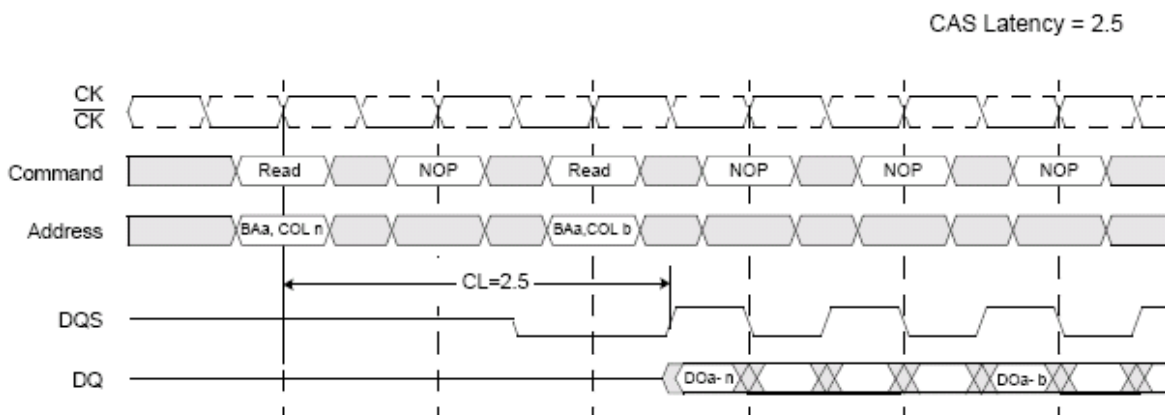 CAS Latency = 2.5
CK
CK
Command Read NOP Read NOP NOP NOP
Address BAa, COL n BAa,COL b
CL=2.5
DQS
DQ DOa- n DOa- b